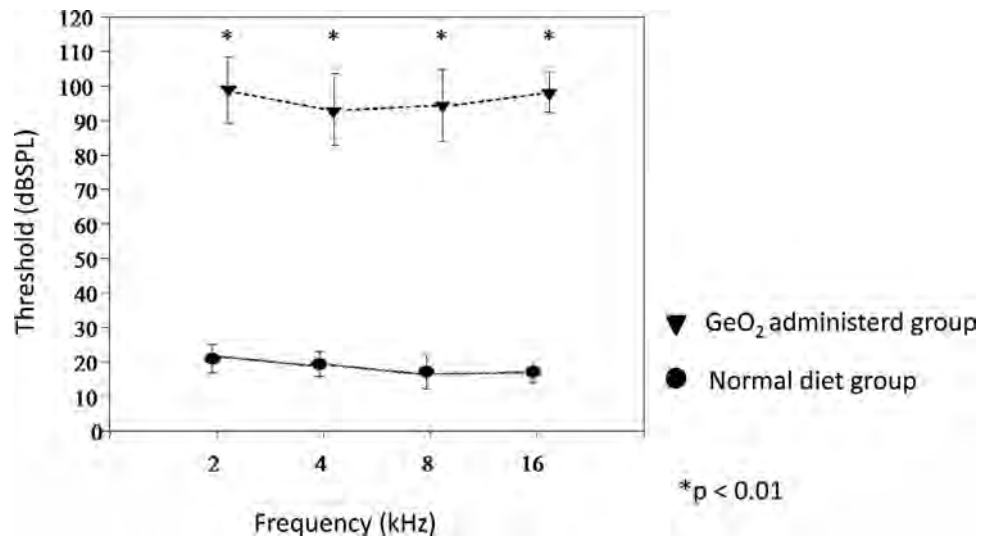 120
110
100
90
80
70
60
50
40
30
20
10
0
Threshold (dBSPL)
* * * *
2 4 8 16
Frequency (kHz)
GeO₂ administerd group
Normal diet group
*p < 0.01